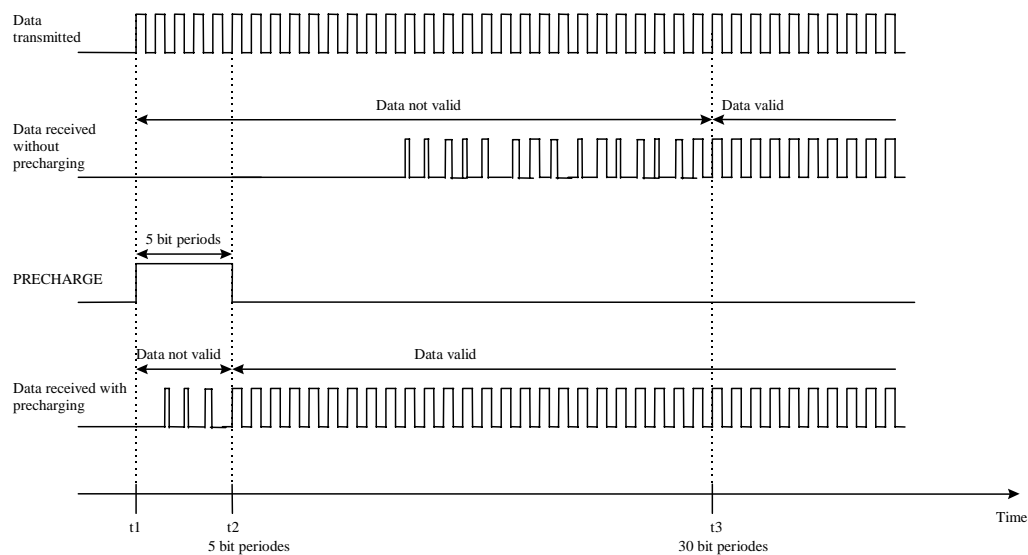 Data
transmitted
Data not valid
Data valid
Data received
without
precharging
5 bit periods
PRECHARGE
Data not valid
Data valid
Data received with
precharging
t1
t2
t3
Time
5 bit periodes
30 bit periodes